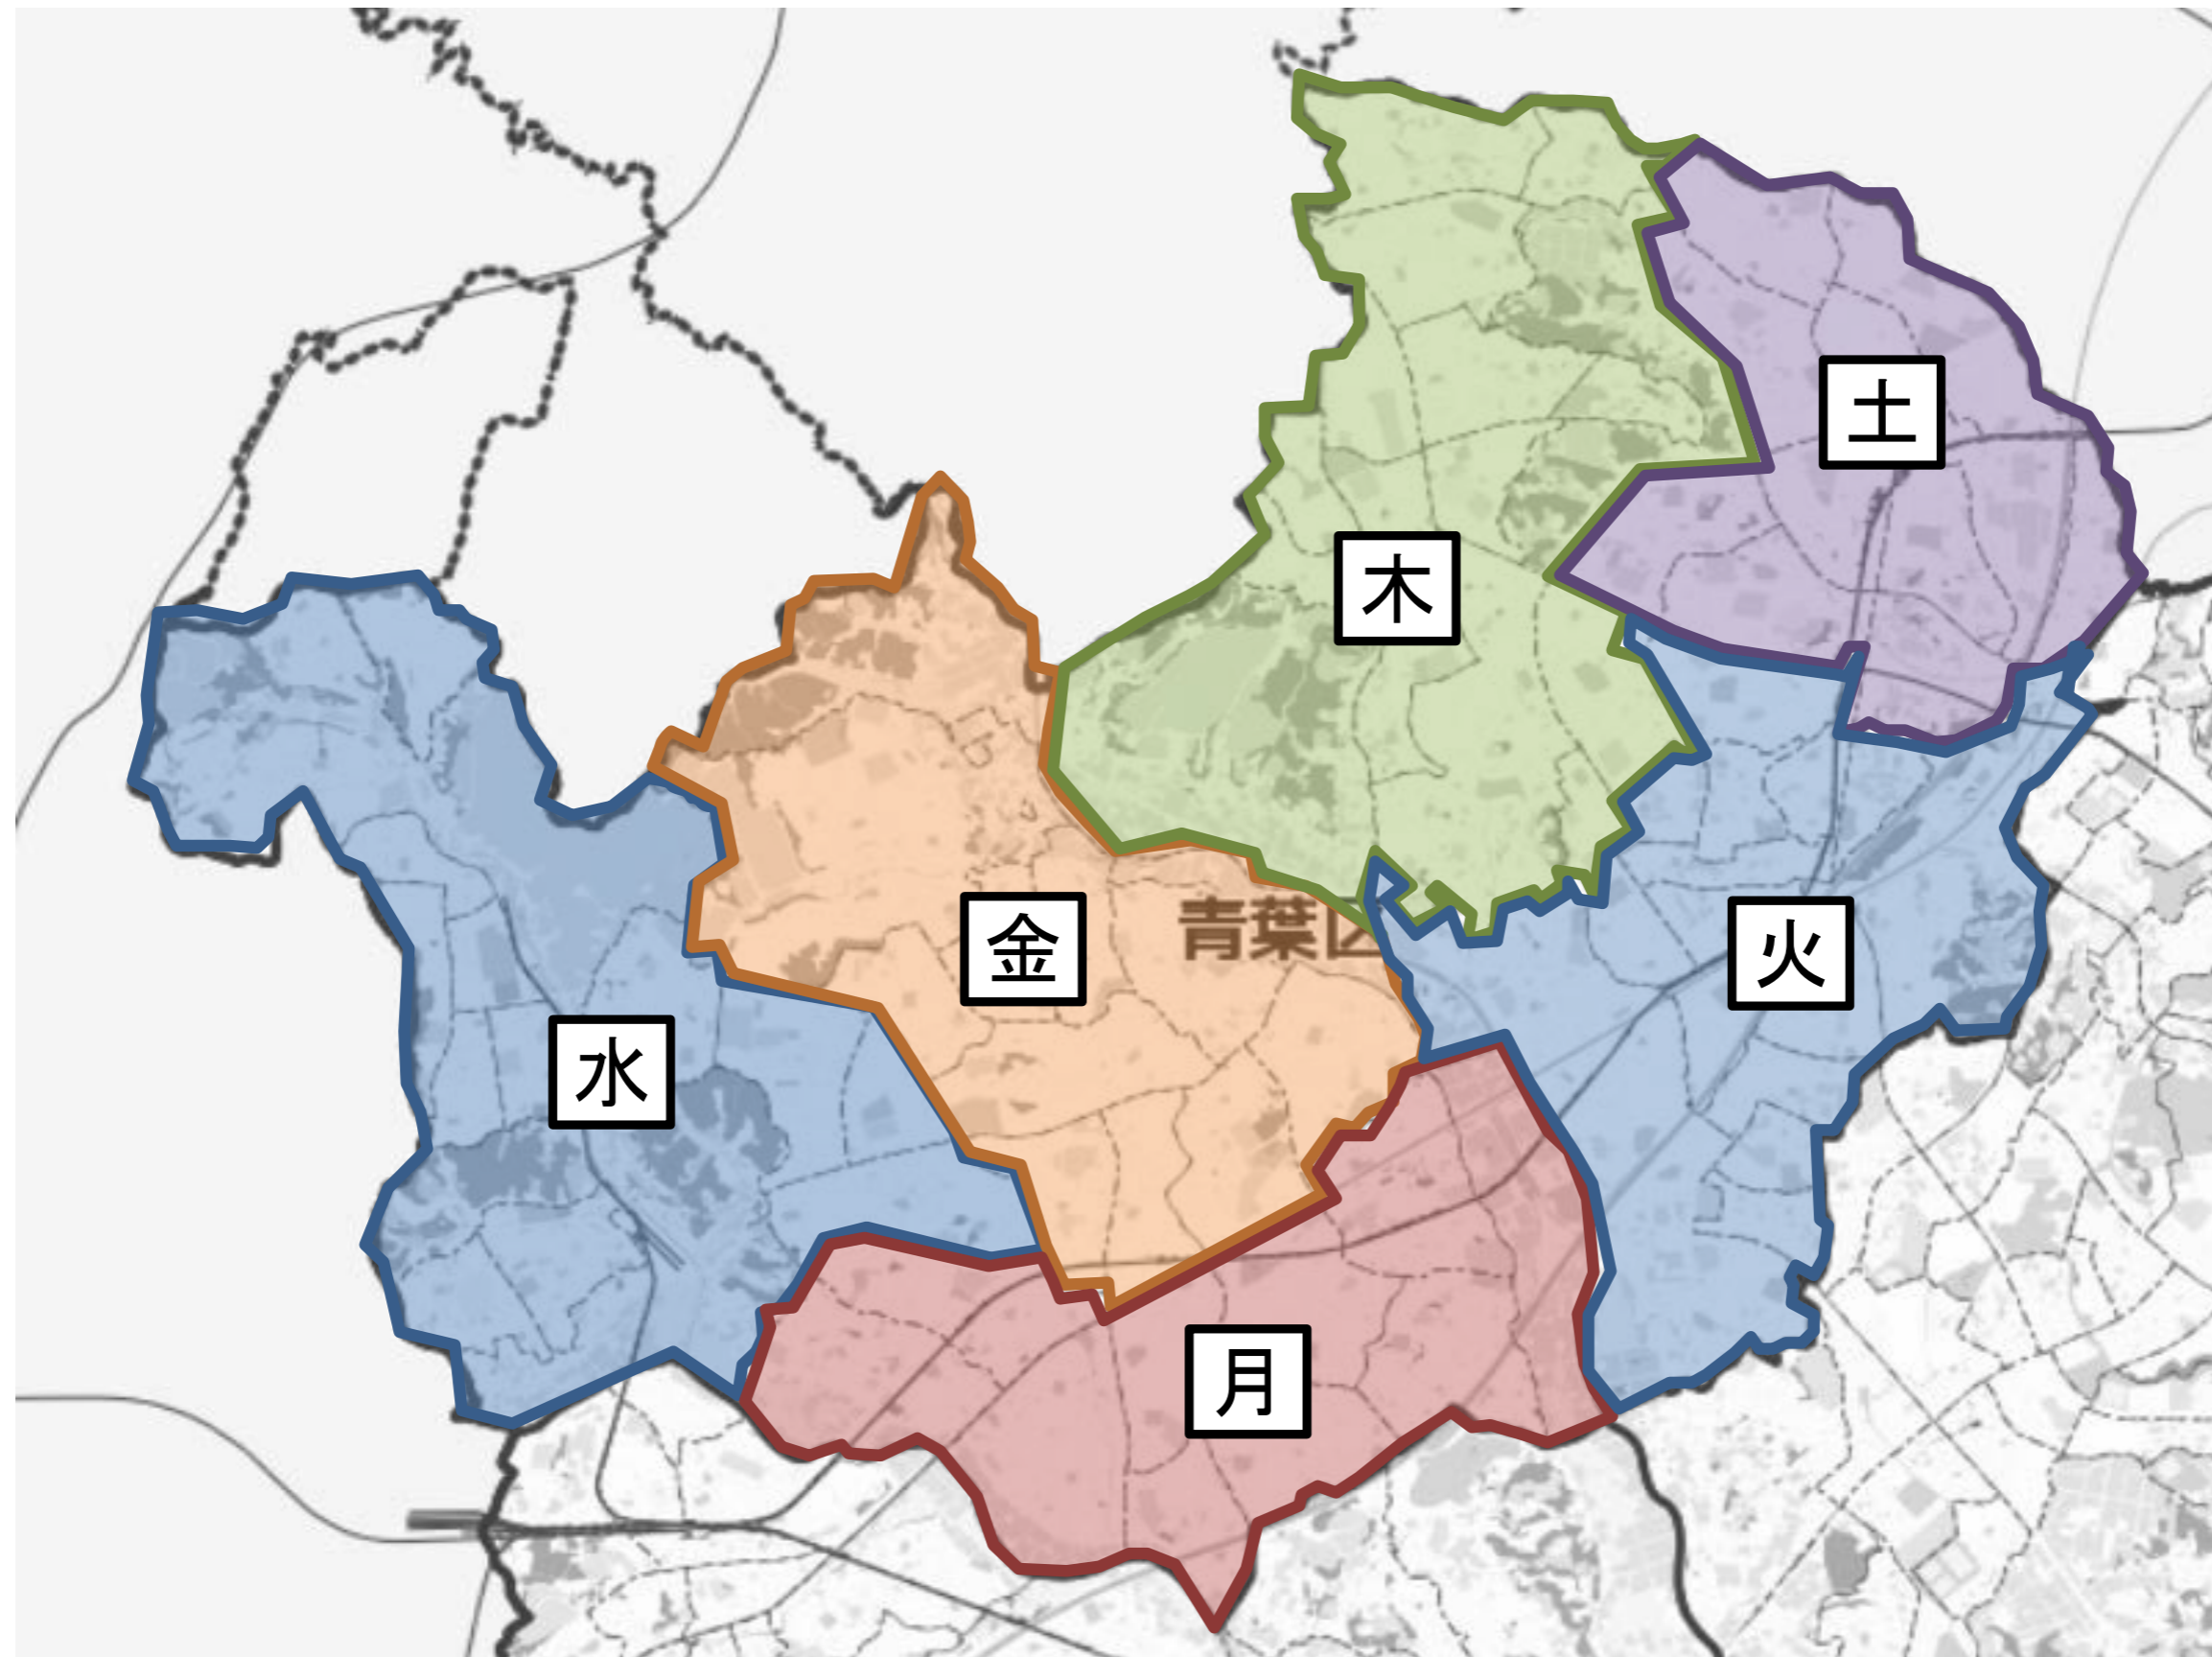 土
木
青葉区
金
火
水
月